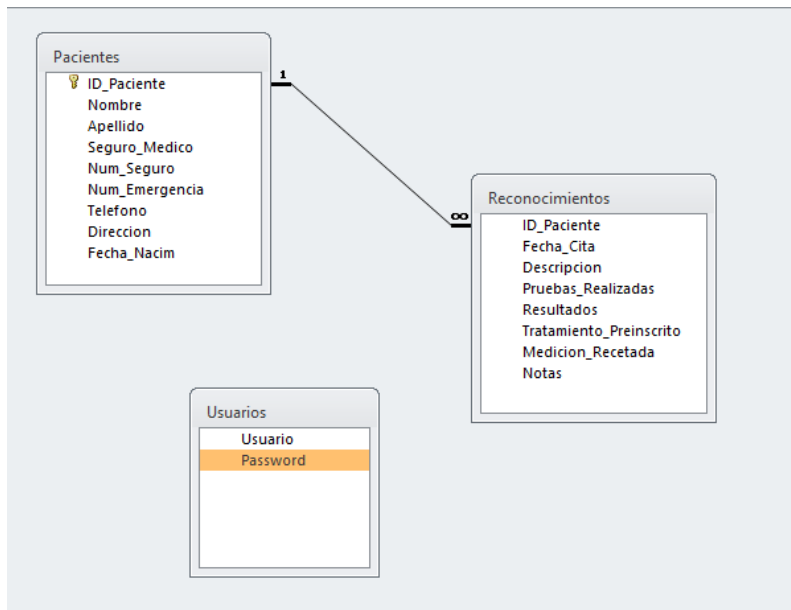 Pacientes
ID_Paciente
Nombre
Apellido
Seguro_Medico
Num_Seguro
Num_Emergencia
Telefono
Direccion
Fecha_Nacim
1
∞
Reconocimientos
ID_Paciente
Fecha_Cita
Descripcion
Pruebas_Realizadas
Resultados
Tratamiento_Preinscrito
Medicion_Recetada
Notas
Usuarios
Usuario
Password